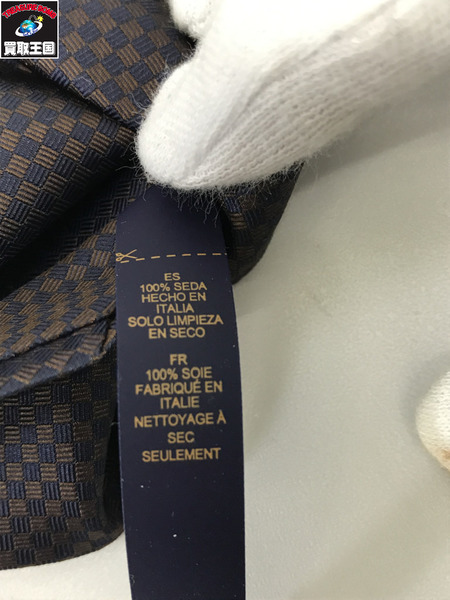 買取王国
ES
100% SEDA
HECHO EN
ITALIA
SOLO LIMPIEZA
EN SECO
FR
100% SOIE
FABRIQUÉ EN
ITALIE
NETTOYAGE À
SEC
SEULEMENT